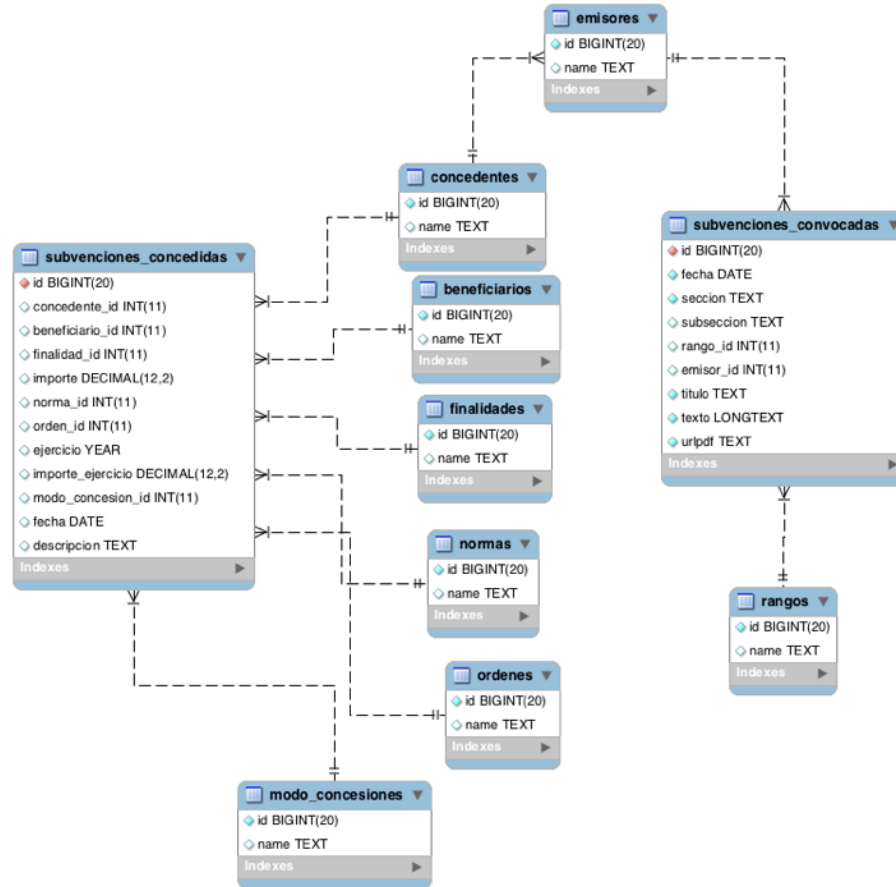 emisores
id BIGINT(20)
name TEXT
Indexes
concedentes
id BIGINT(20)
name TEXT
Indexes
subvenciones_convocadas
id BIGINT(20)
fecha DATE
seccion TEXT
subseccion TEXT
rango_id INT(11)
emisor_id INT(11)
titulo TEXT
texto LONGTEXT
urlpdf TEXT
Indexes
subvenciones_concedidas
id BIGINT(20)
concedente_id INT(11)
beneficiario_id INT(11)
finalidad_id INT(11)
importe DECIMAL(12,2)
norma_id INT(11)
orden_id INT(11)
ejercicio YEAR
importe_ejercicio DECIMAL(12,2)
modo_concesion_id INT(11)
fecha DATE
descripcion TEXT
Indexes
beneficiarios
id BIGINT(20)
name TEXT
Indexes
finalidades
id BIGINT(20)
name TEXT
Indexes
normas
id BIGINT(20)
name TEXT
Indexes
rangos
id BIGINT(20)
name TEXT
Indexes
ordenes
id BIGINT(20)
name TEXT
Indexes
modo_concesiones
id BIGINT(20)
name TEXT
Indexes